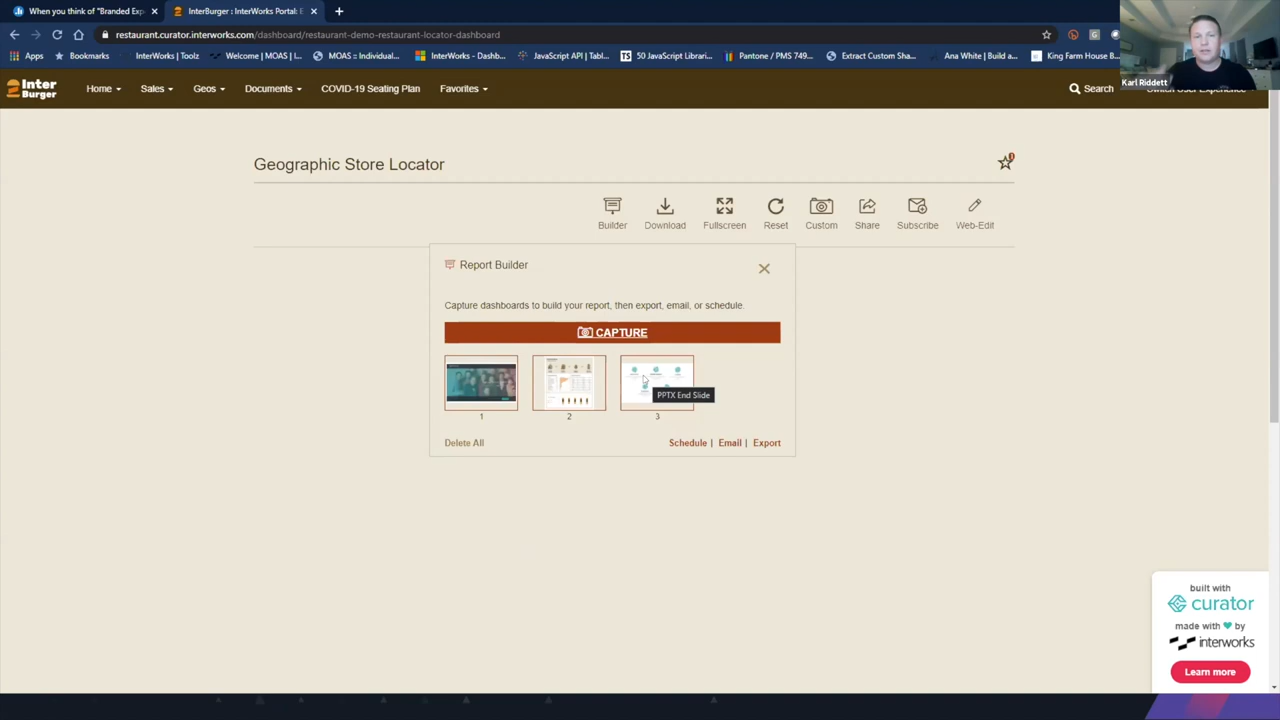 When you think of "Branded Exp
InterBurger : InterWorks Portal: E
restaurant.curator.interworks.com/dashboard/restaurant-demo-restaurant-locator-dashboard
Apps
Bookmarks
InterWorks | Toolz
Welcome | MOAS | I...
MOAS = Individual...
InterWorks - Dashb...
JavaScript API | Tabl...
TS 50 JavaScript Librari...
Pantone / PMS 749...
Extract Custom Sha...
Ana White | Build a...
King Farm House B...
Karl Riddett
Inter
Burger
Home
Sales
Geos
Documents
COVID-19 Seating Plan
Favorites
Search
Switch User Experience
Geographic Store Locator
Builder
Download
Fullscreen
Reset
Custom
Share
Subscribe
Web-Edit
Report Builder
Capture dashboards to build your report, then export, email, or schedule.
CAPTURE
PPTX End Slide
1
2
3
Delete All
Schedule |
Email |
Export
built with
curator
made with by
interworks
Learn more